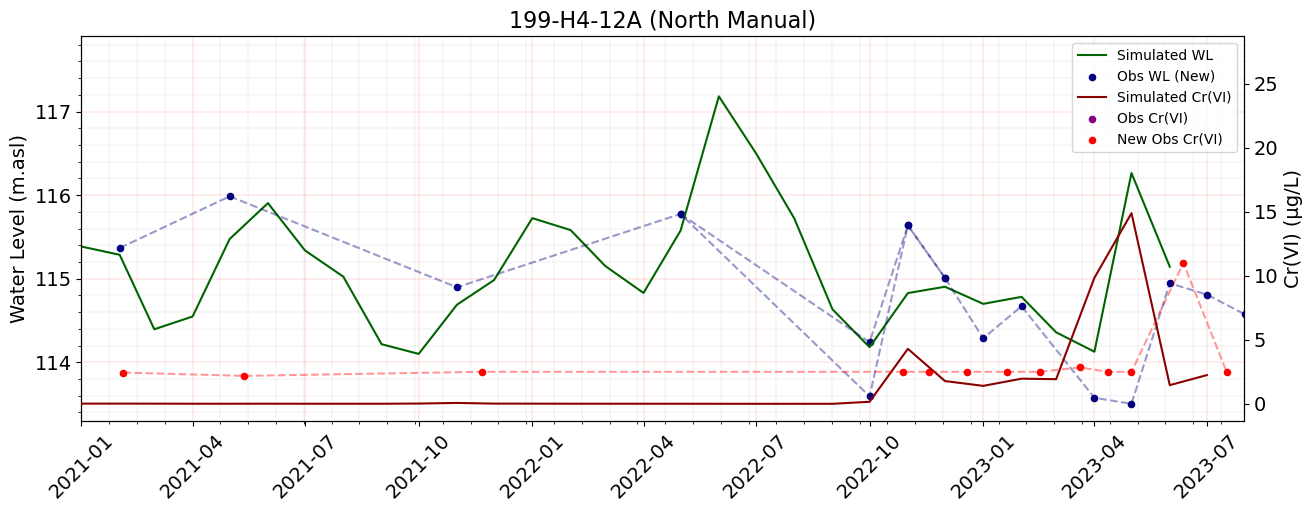 199-H4-12A (North Manual)
Simulated WL
Obs WL (New)
Simulated Cr(VI)
Obs Cr(VI)
New Obs Cr(VI)
Water Level (m.asl)
117
116
115
114
Cr(VI) (μg/L)
25
20
15
10
5
0
2021-01
2021-04
2021-07
2021-10
2022-01
2022-04
2022-07
2022-10
2023-01
2023-04
2023-07